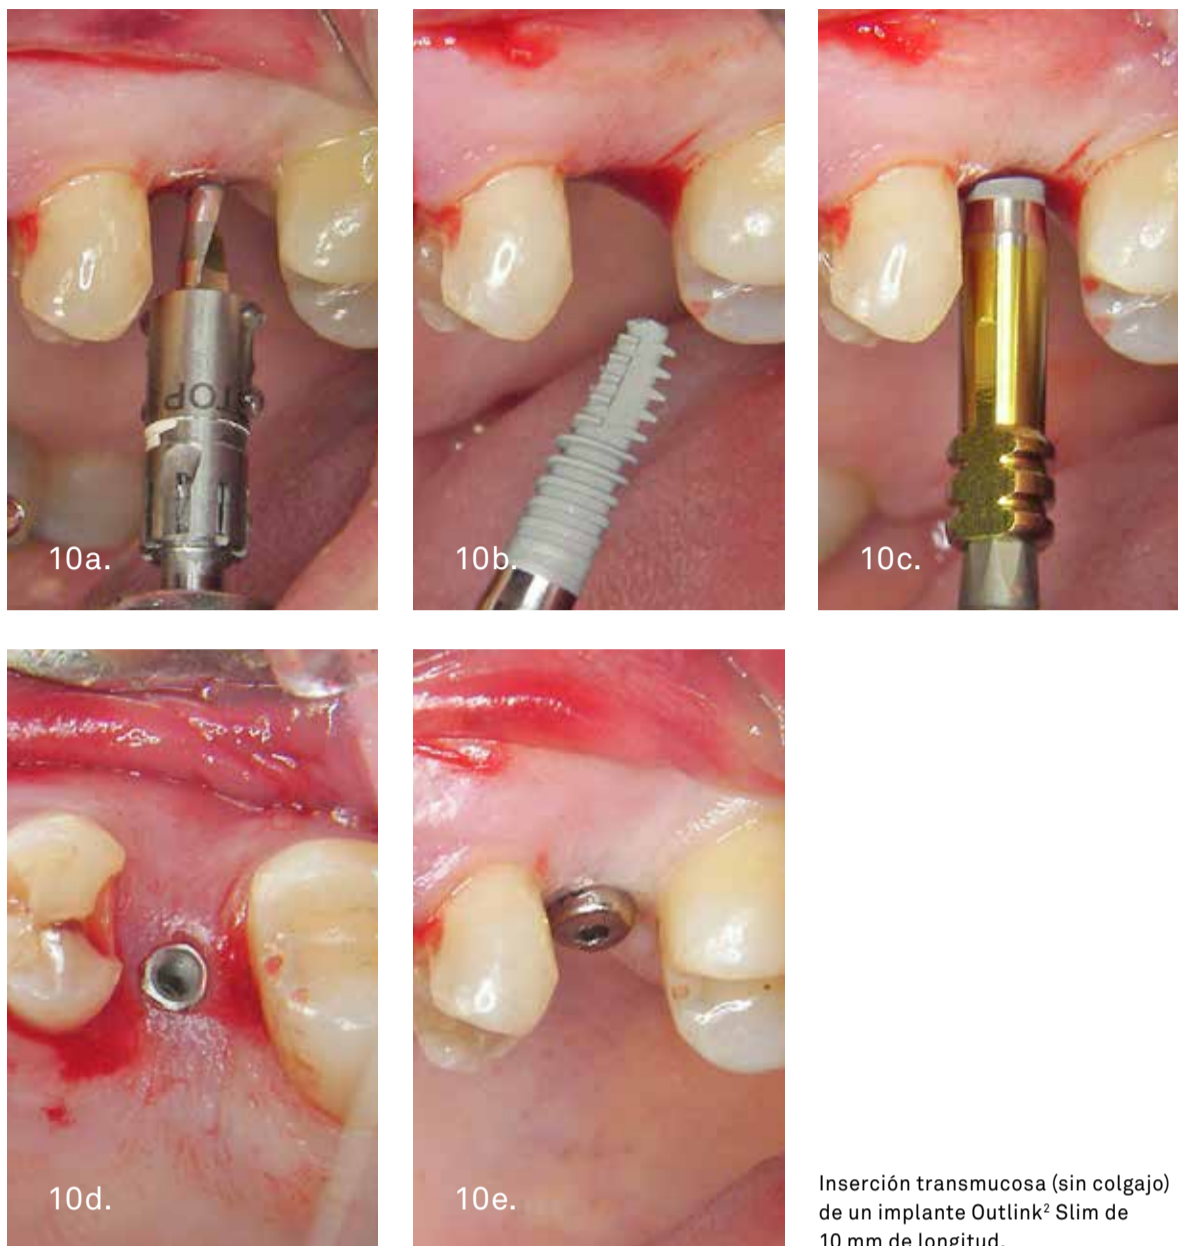 STOP
10a.
10b.
10c.
10d.
10e.
Inserción transmucosa (sin colgajo)
de un implante Outlink² Slim de
10 mm de longitud.